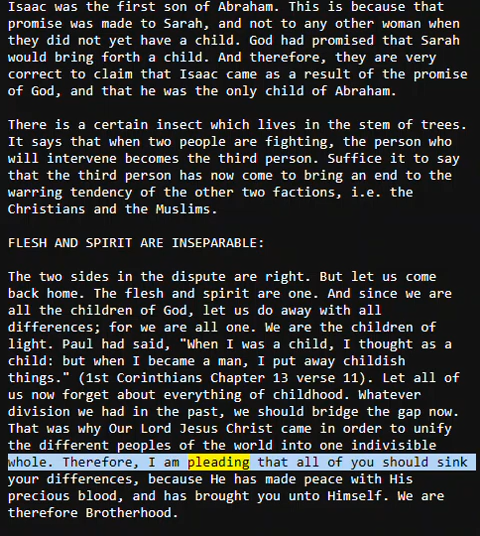 Isaac was the first son of Abraham. This is because that
promise was made to Sarah, and not to any other woman when
they did not yet have a child. God had promised that Sarah
would bring forth a child. And therefore, they are very
correct to claim that Isaac came as a result of the promise
of God, and that he was the only child of Abraham.

There is a certain insect which lives in the stem of trees.
It says that when two people are fighting, the person who
will intervene becomes the third person. Suffice it to say
that the third person has now come to bring an end to the
warring tendency of the other two factions, i.e. the
Christians and the Muslims.

FLESH AND SPIRIT ARE INSEPARABLE:

The two sides in the dispute are right. But let us come
back home. The flesh and spirit are one. And since we are
all the children of God, let us do away with all
differences; for we are all one. We are the children of
light. Paul had said, "When I was a child, I thought as a
child: but when I became a man, I put away childish
things." (1st Corinthians Chapter 13 verse 11). Let all of
us now forget about everything of childhood. Whatever
division we had in the past, we should bridge the gap now.
That was why Our Lord Jesus Christ came in order to unify
the different peoples of the world into one indivisible
whole. Therefore, I am pleading that all of you should sink
your differences, because He has made peace with His
precious blood, and has brought you unto Himself. We are
therefore Brotherhood.